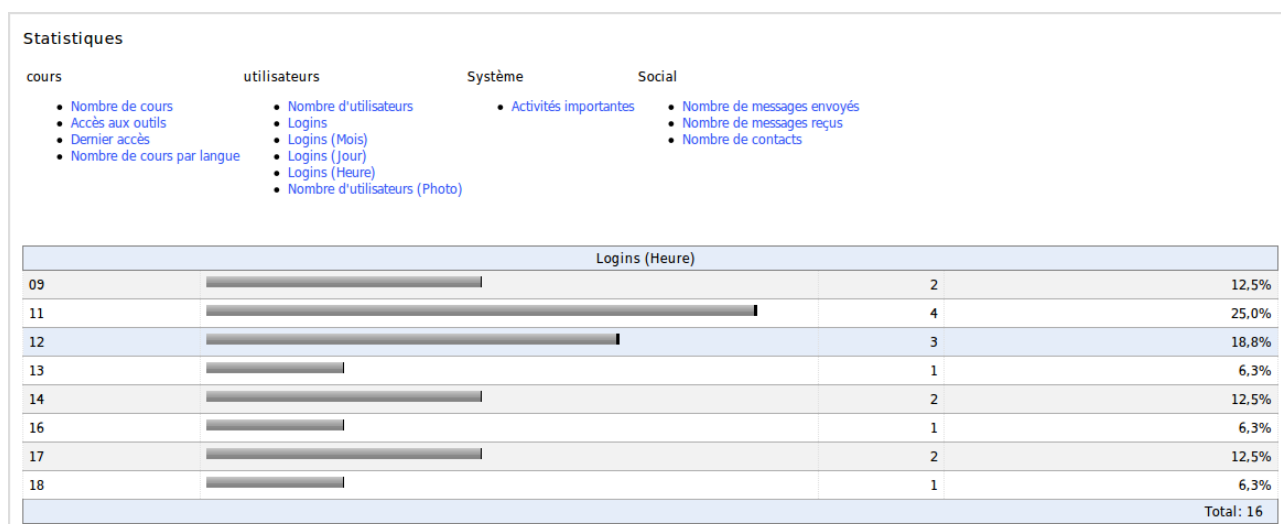 Statistiques
cours
• Nombre de cours
• Accès aux outils
• Dernier accès
• Nombre de cours par langue
utilisateurs
• Nombre d'utilisateurs
• Logins
• Logins (Mois)
• Logins (Jour)
• Logins (Heure)
• Nombre d'utilisateurs (Photo)
Système
• Activités importantes
Social
• Nombre de messages envoyés
• Nombre de messages reçus
• Nombre de contacts
Logins (Heure)
09 2 12,5%
11 4 25,0%
12 3 18,8%
13 1 6,3%
14 2 12,5%
16 1 6,3%
17 2 12,5%
18 1 6,3%
Total: 16